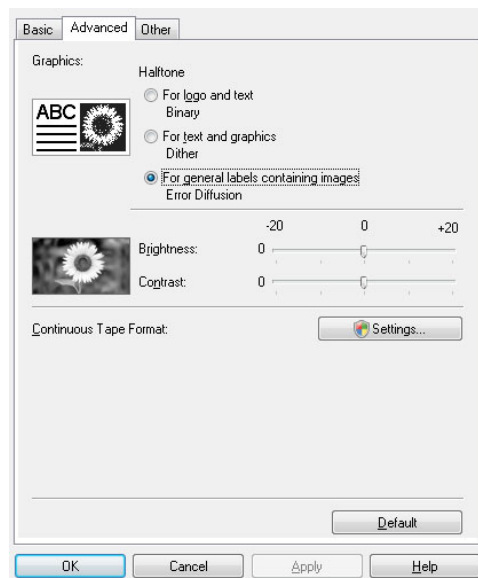 Basic Advanced Other
Graphics:
Halftone
ABC
For logo and text
Binary
For text and graphics
Dither
For general labels containing images
Error Diffusion
-20 0 +20
Brightness: 0
Contrast: 0
Continuous Tape Format: Settings...
Default
OK Cancel Apply Help